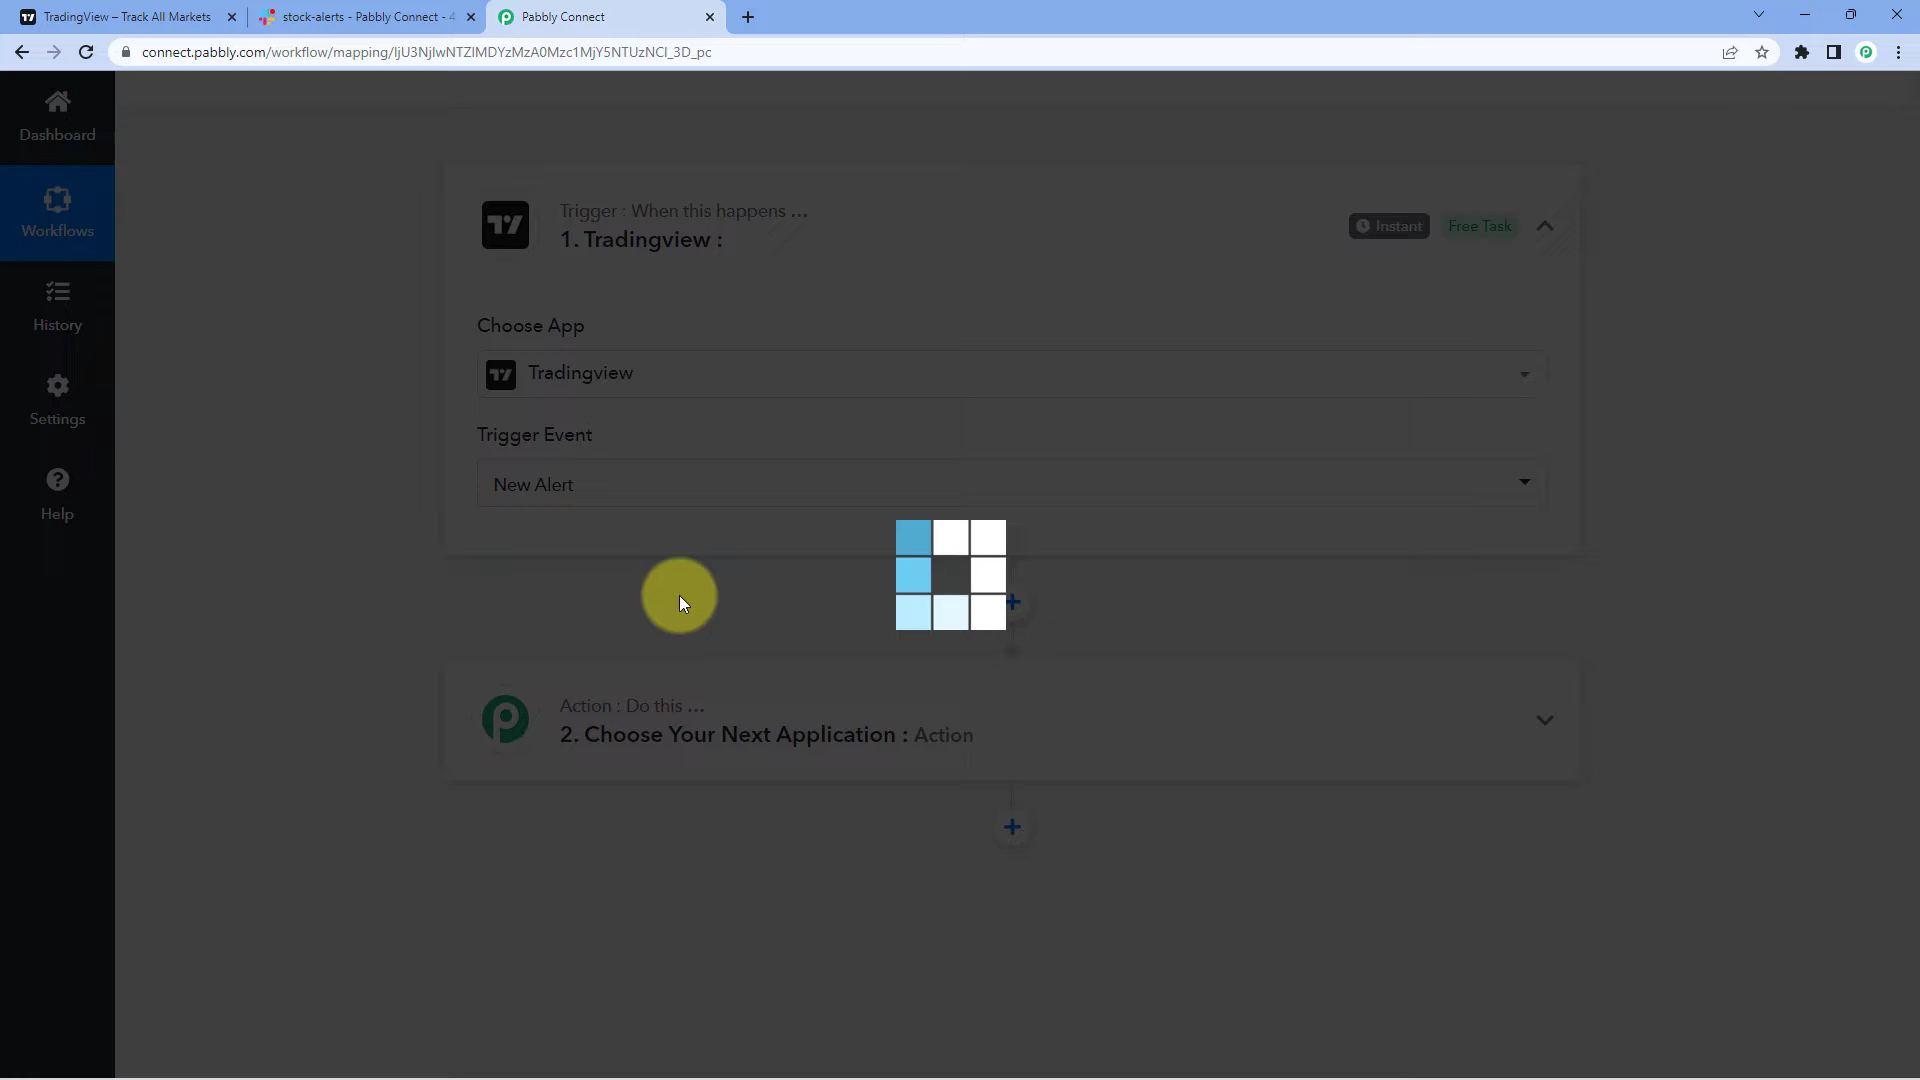 TradingView – Track All Markets
stock-alerts - Pabbly Connect - 4
Pabbly Connect
connect.pabbly.com/workflow/mapping/IjU3NjIwNTZlMDYzMzA0Mzc1MjY5NTUzNCI_3D_pc
Dashboard
Workflows
History
Settings
Help
Trigger : When this happens ...
1. Tradingview :
Instant
Free Task
Choose App
Tradingview
Trigger Event
New Alert
Action : Do this ...
2. Choose Your Next Application : Action